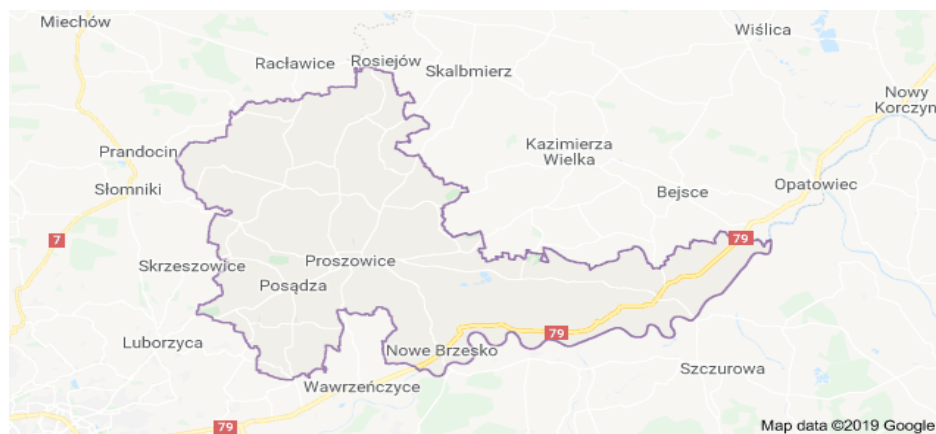 Miechów
Wiślica
Racławice
Rosiejów
Skalbmierz
Nowy
Korczyn
Kazimierza
Wielka
Prandocin
Słomniki
Bejsce
Opatowiec
7
79
Skrzeszowice
Proszowice
Posądza
79
Luborzyca
Nowe Brzesko
Szczurowa
Wawrzeńczyce
79
Map data ©2019 Google